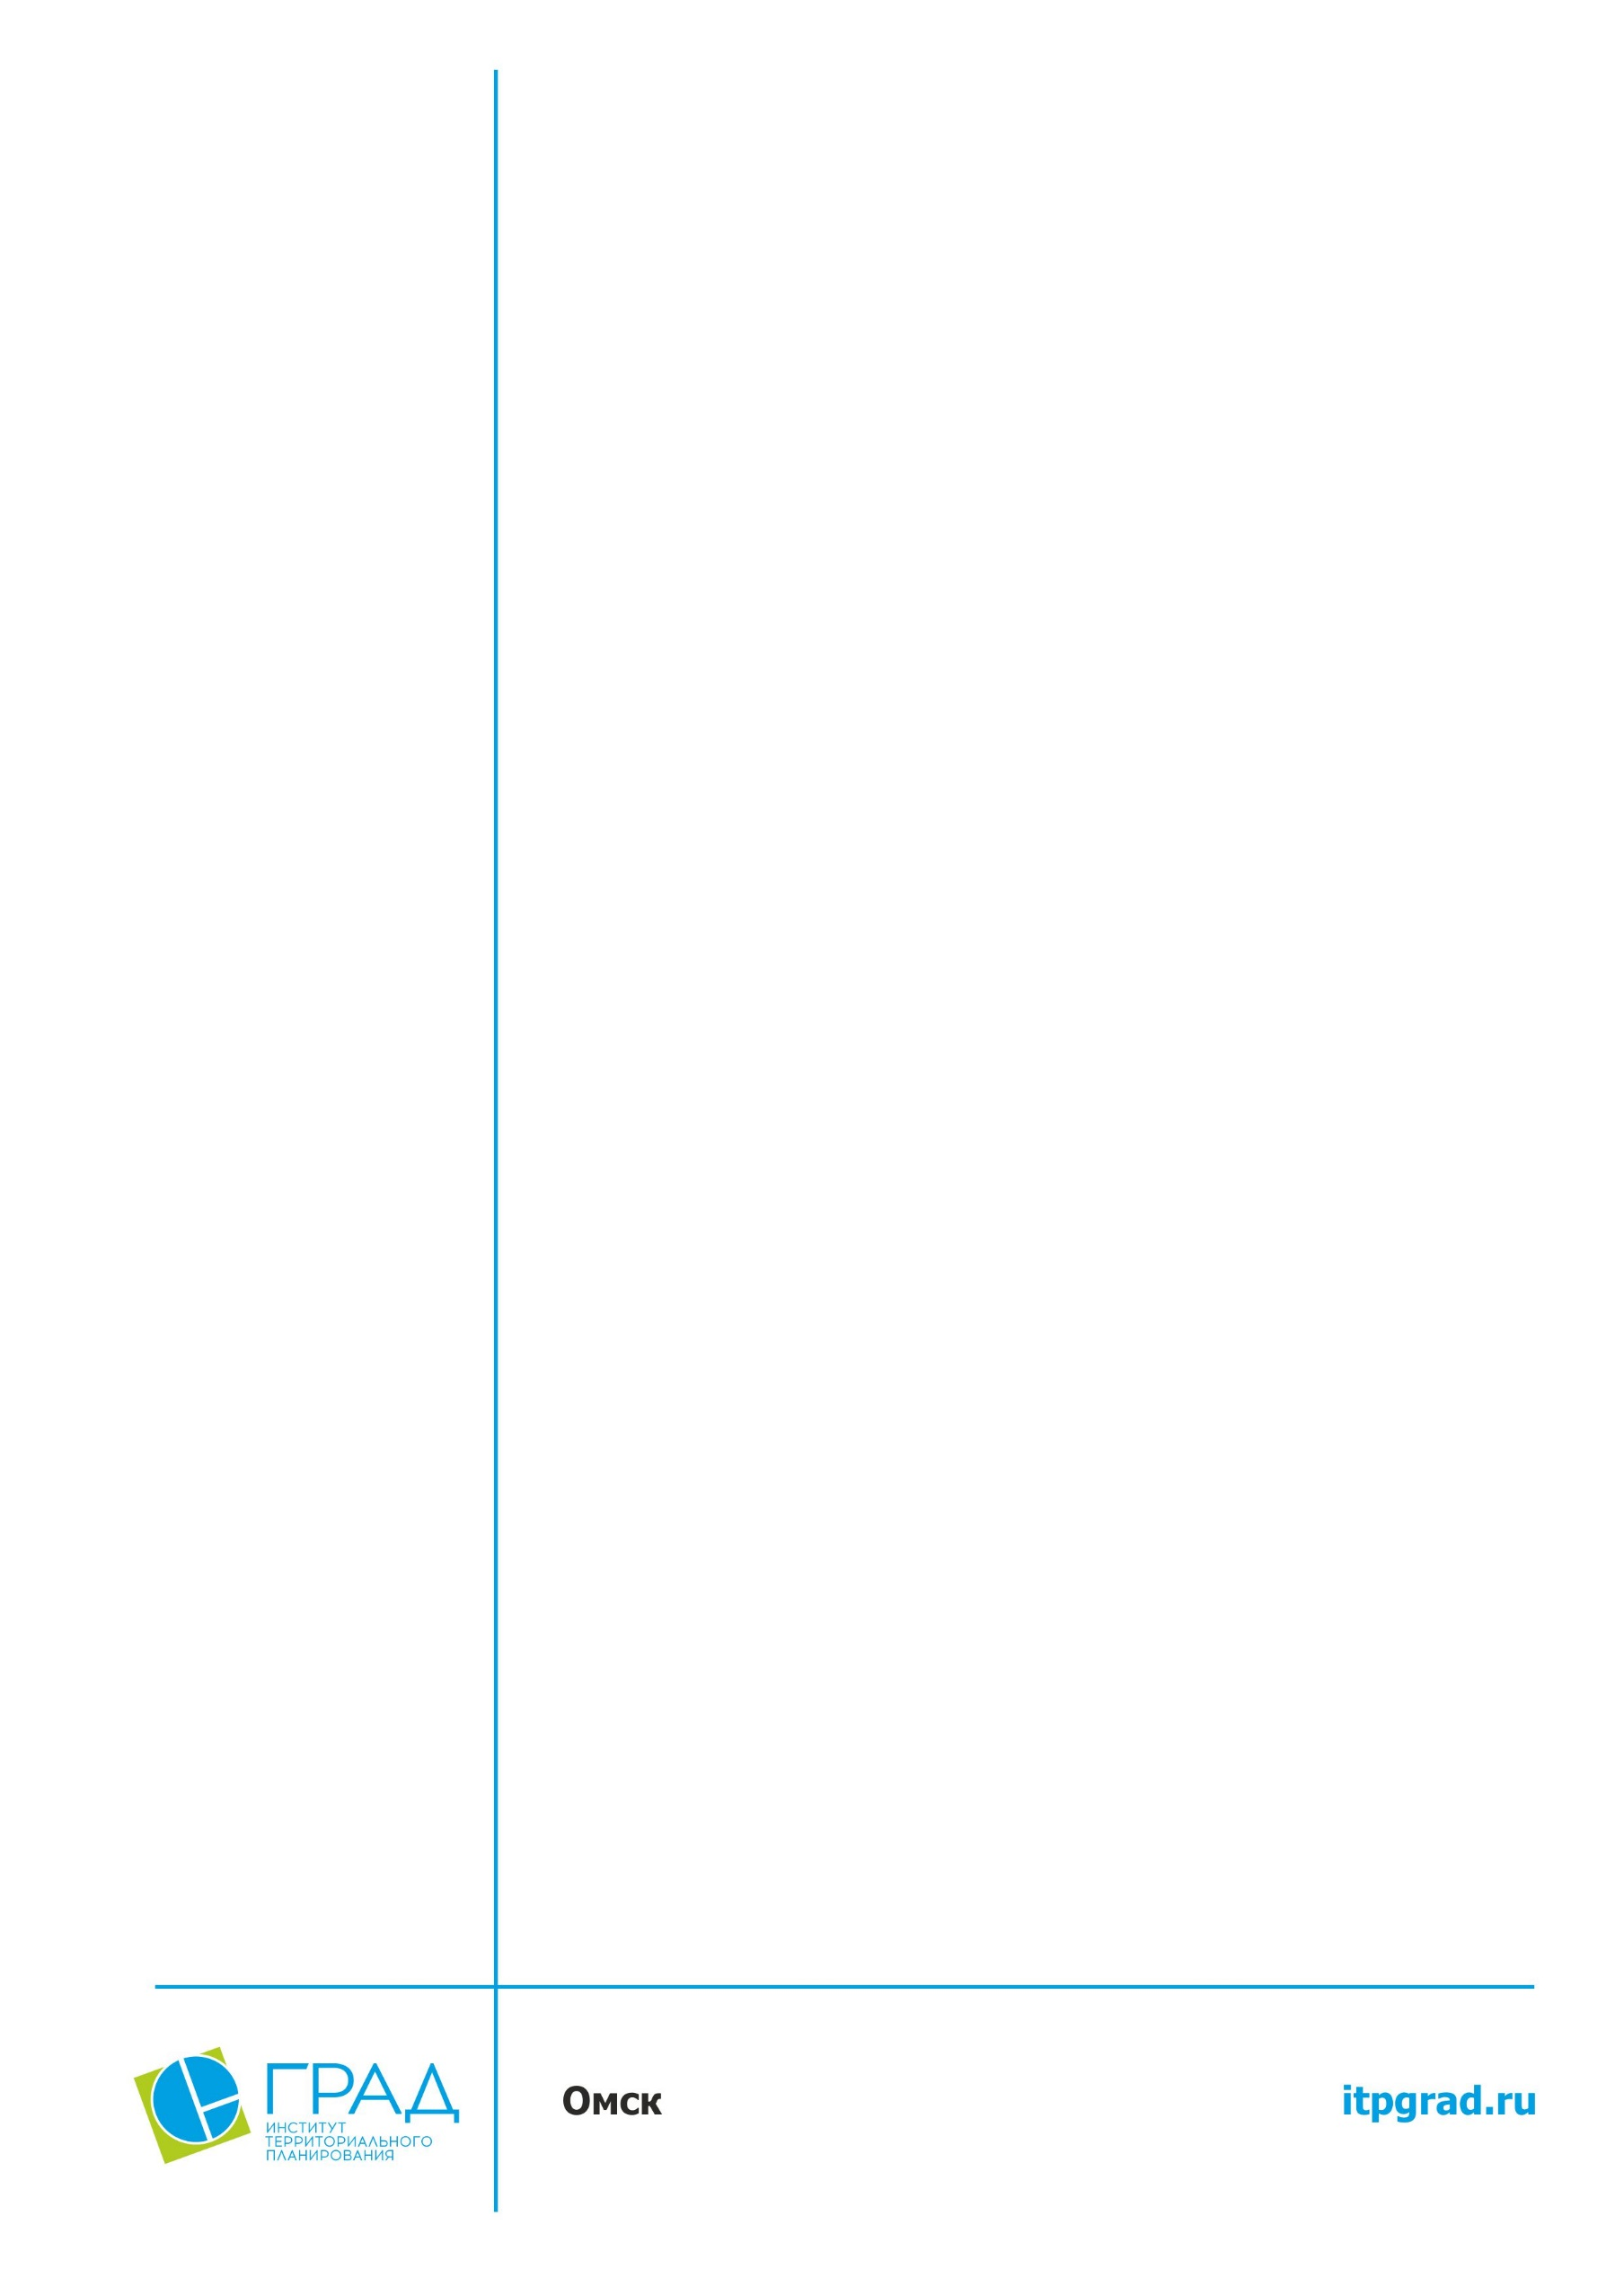 ГРАД
ИНСТИТУТ
ТЕРРИТОРИАЛЬНОГО
ПЛАНИРОВАНИЯ
Омск
itpgrad.ru